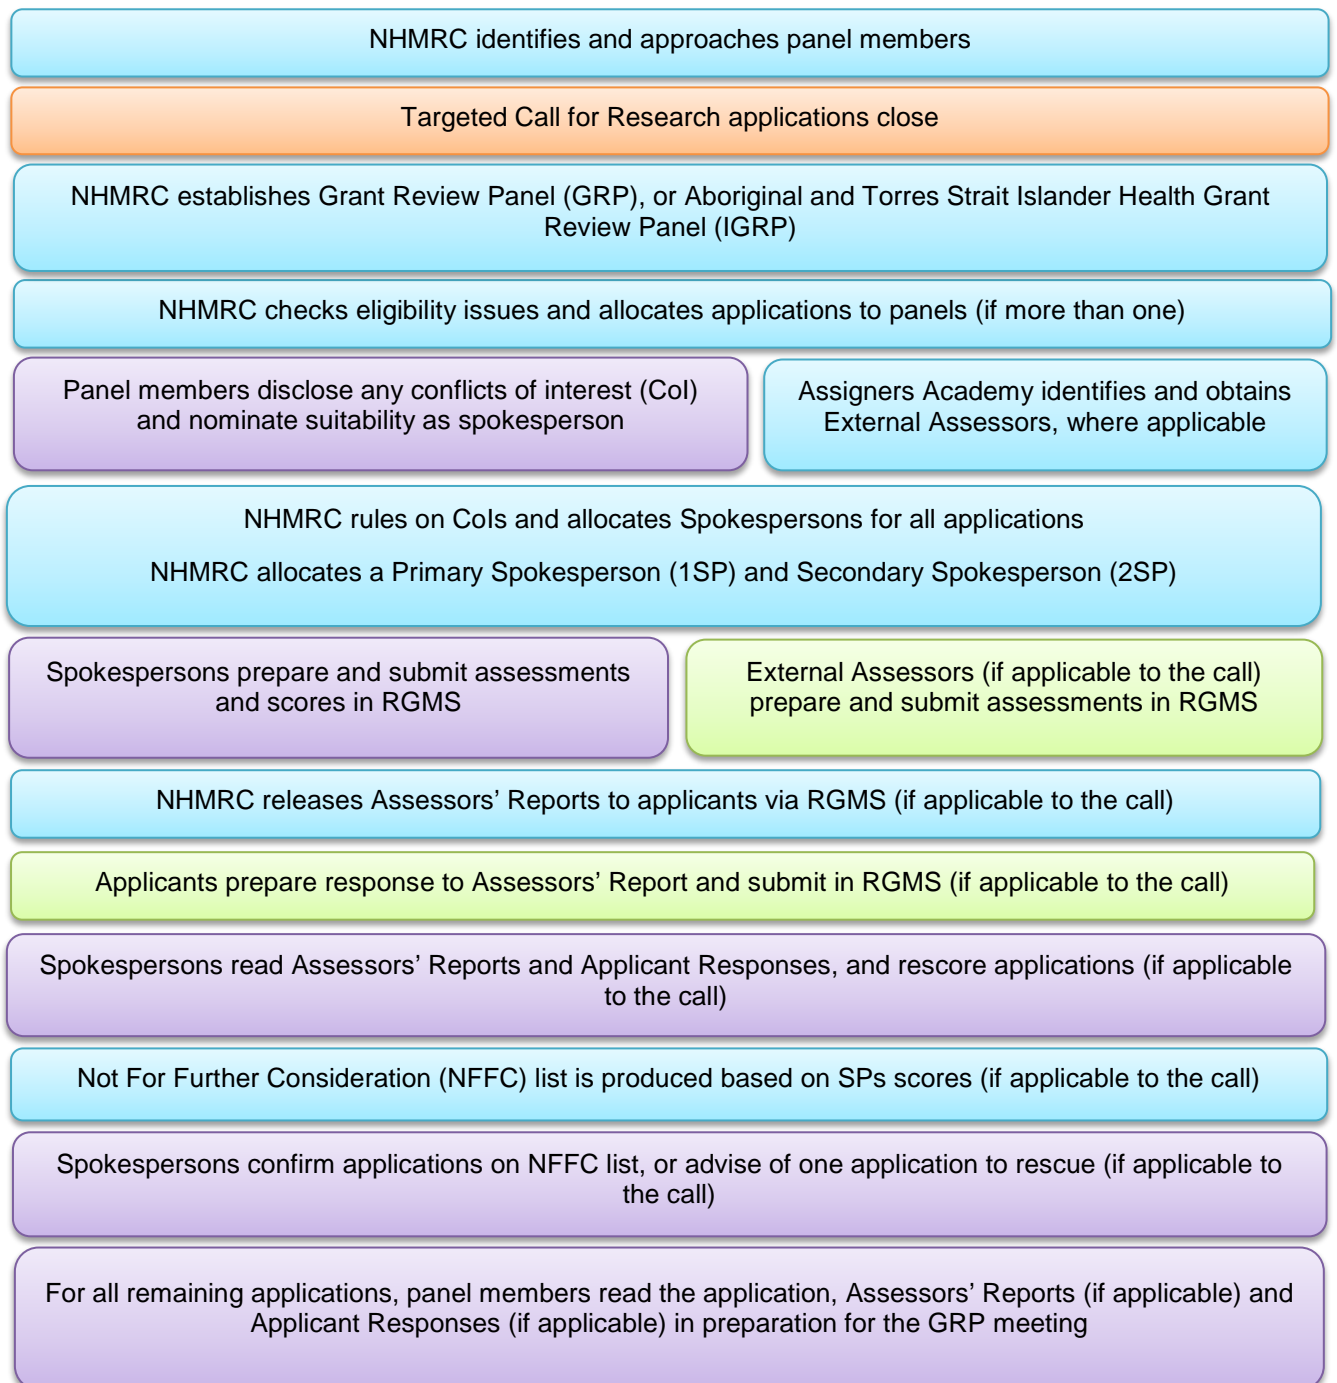 NHMRC identifies and approaches panel members
Targeted Call for Research applications close
NHMRC establishes Grant Review Panel (GRP), or Aboriginal and Torres Strait Islander Health Grant
Review Panel (IGRP)
NHMRC checks eligibility issues and allocates applications to panels (if more than one)
Panel members disclose any conflicts of interest (CoI)
and nominate suitability as spokesperson
Assigners Academy identifies and obtains
External Assessors, where applicable
NHMRC rules on CoIs and allocates Spokespersons for all applications
NHMRC allocates a Primary Spokesperson (1SP) and Secondary Spokesperson (2SP)
Spokespersons prepare and submit assessments
and scores in RGMS
External Assessors (if applicable to the call)
prepare and submit assessments in RGMS
NHMRC releases Assessors’ Reports to applicants via RGMS (if applicable to the call)
Applicants prepare response to Assessors’ Report and submit in RGMS (if applicable to the call)
Spokespersons read Assessors’ Reports and Applicant Responses, and rescore applications (if applicable
to the call)
Not For Further Consideration (NFFC) list is produced based on SPs scores (if applicable to the call)
Spokespersons confirm applications on NFFC list, or advise of one application to rescue (if applicable to
the call)
For all remaining applications, panel members read the application, Assessors’ Reports (if applicable) and
Applicant Responses (if applicable) in preparation for the GRP meeting